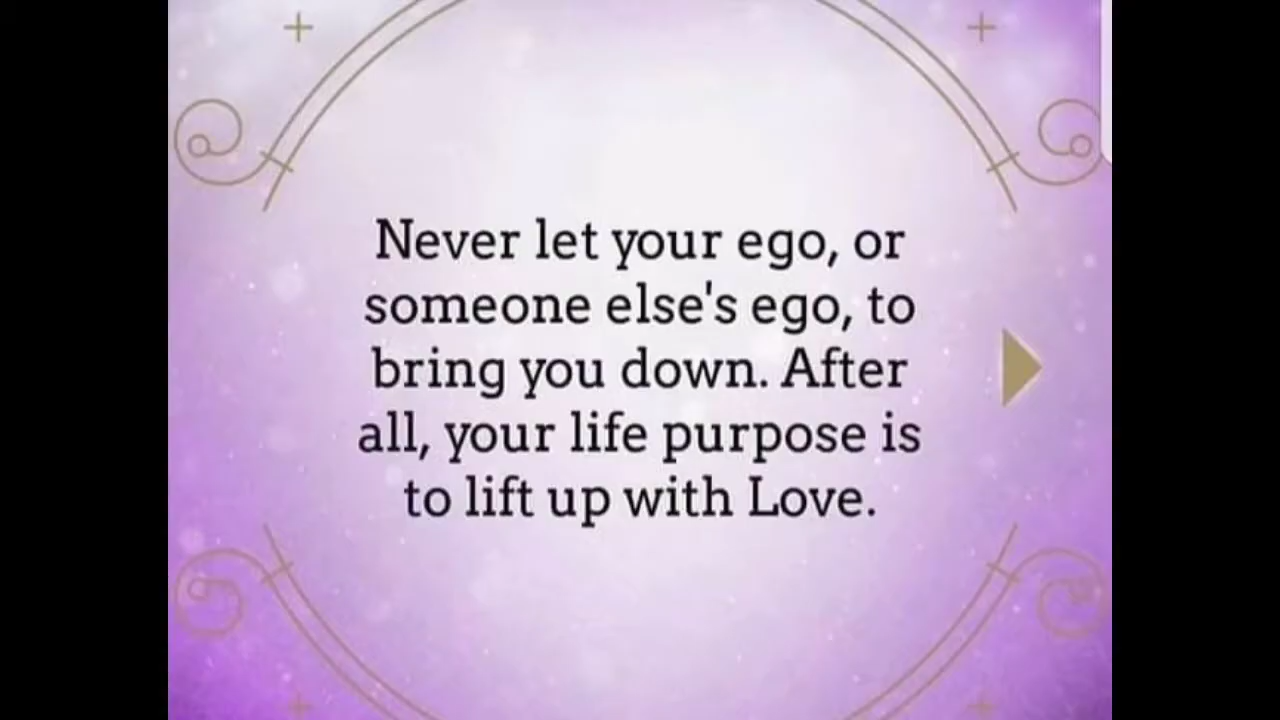 Never let your ego, or
someone else's ego, to
bring you down. After
all, your life purpose is
to lift up with Love.